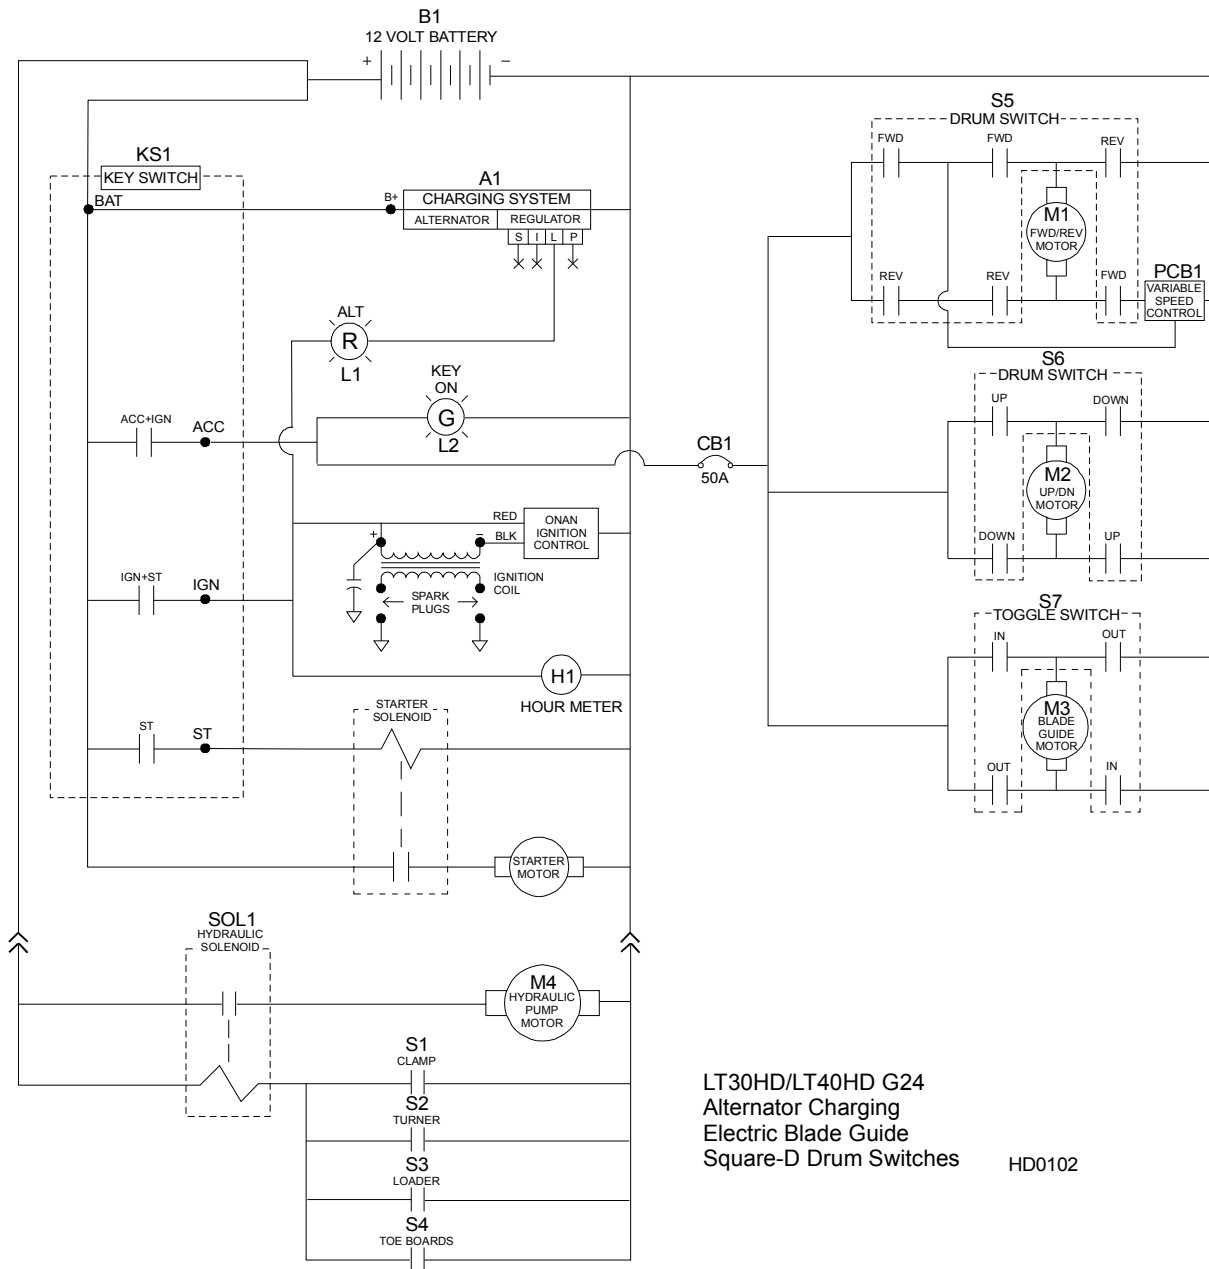 B1
12 VOLT BATTERY
+ −
KS1
KEY SWITCH
BAT
A1
B+
CHARGING SYSTEM
ALTERNATOR REGULATOR
S I L P
ALT
R
L1
KEY
ON
G
L2
ACC+IGN
ACC
CB1
50A
RED
BLK
ONAN
IGNITION
CONTROL
+ −
IGNITION
COIL
SPARK
PLUGS
IGN+ST
IGN
H1
HOUR METER
STARTER
SOLENOID
ST
ST
STARTER
MOTOR
SOL1
HYDRAULIC
SOLENOID
M4
HYDRAULIC
PUMP
MOTOR
S1
CLAMP
S2
TURNER
S3
LOADER
S4
TOE BOARDS
S5
DRUM SWITCH
FWD FWD REV
M1
FWD/REV
MOTOR
REV REV FWD
PCB1
VARIABLE
SPEED
CONTROL
S6
DRUM SWITCH
UP DOWN
M2
UP/DN
MOTOR
DOWN UP
S7
TOGGLE SWITCH
IN OUT
M3
BLADE
GUIDE
MOTOR
OUT IN
LT30HD/LT40HD G24
Alternator Charging
Electric Blade Guide
Square-D Drum Switches HD0102